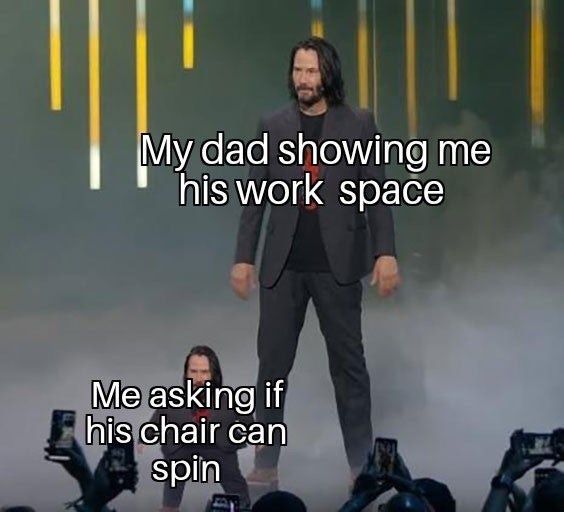 My dad showing me
his work space
Me asking if
his chair can
spin